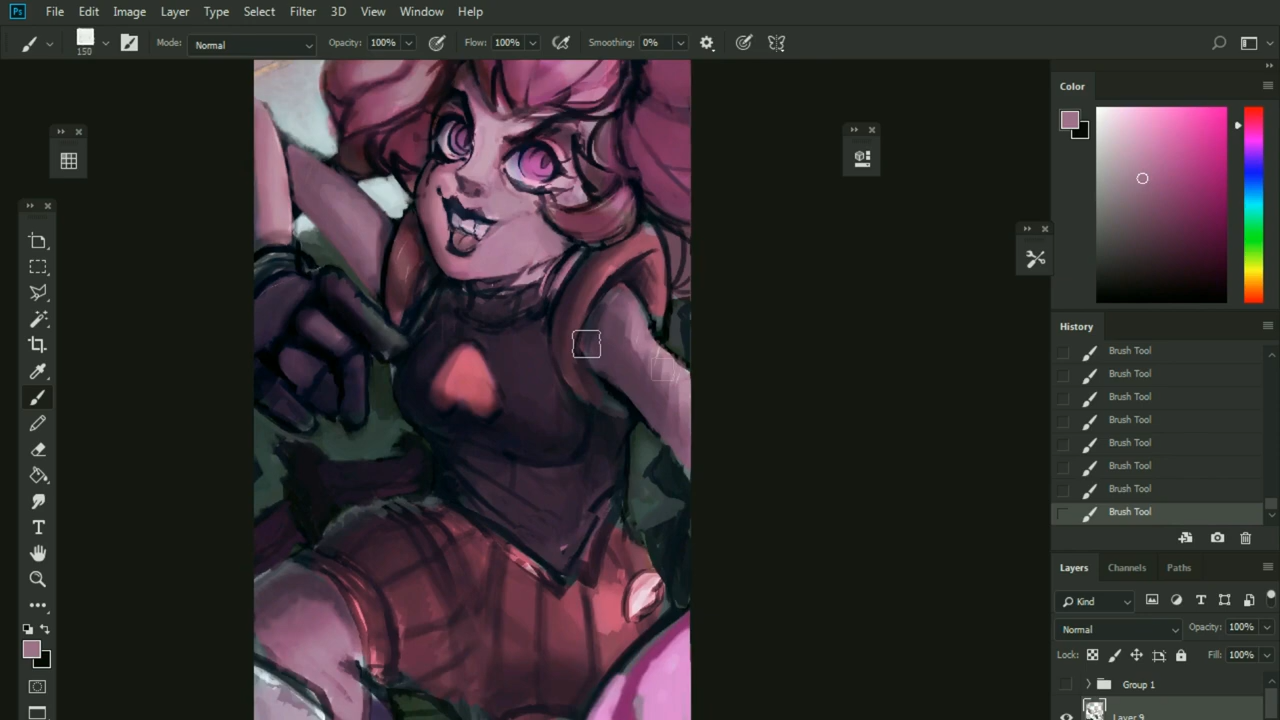 Ps File Edit Image Layer Type Select Filter 3D View Window Help
150 Mode: Normal Opacity: 100% Flow: 100% Smoothing: 0%
Color
History
Brush Tool
Brush Tool
Brush Tool
Brush Tool
Brush Tool
Brush Tool
Brush Tool
Brush Tool
Layers Channels Paths
Kind
Normal Opacity: 100%
Lock: Fill: 100%
Group 1
Layer 9